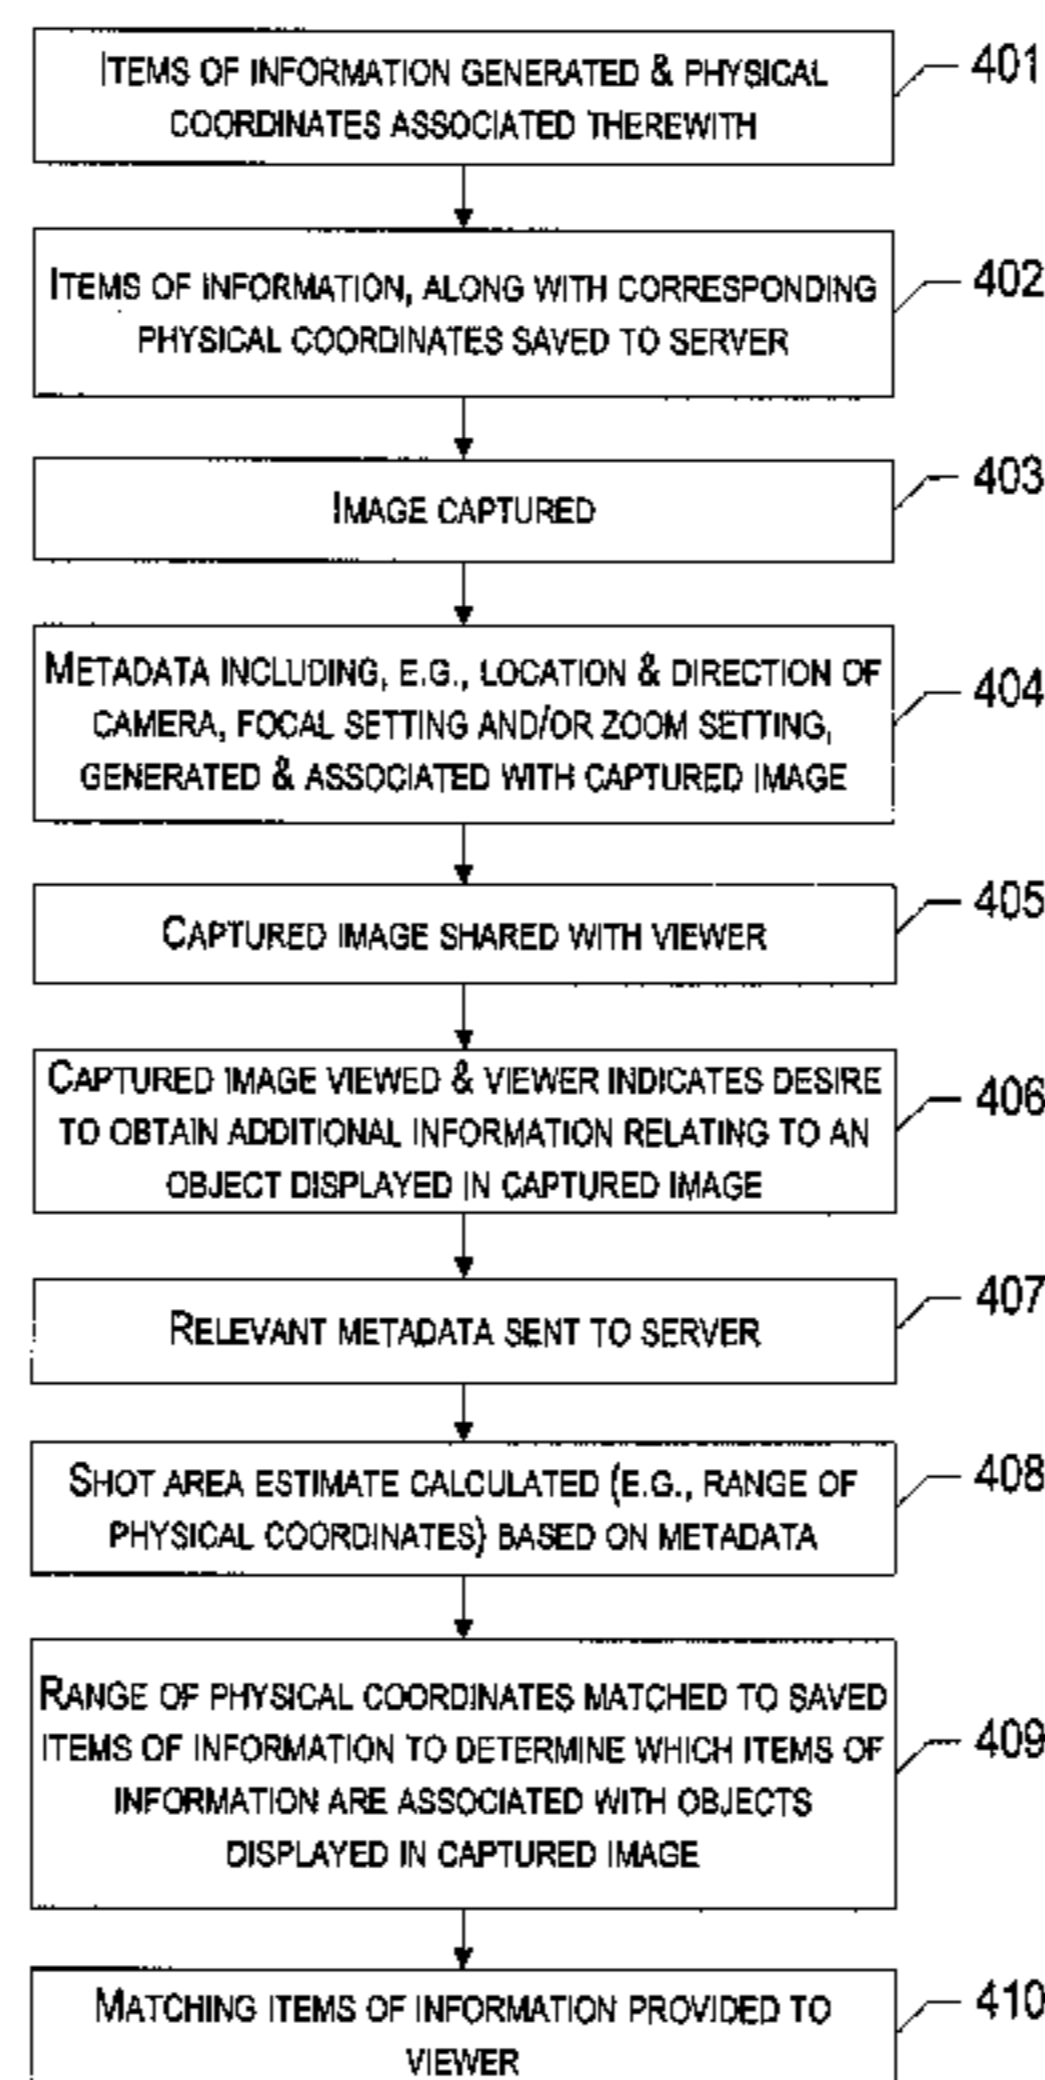 ITEMS OF INFORMATION GENERATED & PHYSICAL
COORDINATES ASSOCIATED THEREWITH
401
ITEMS OF INFORMATION, ALONG WITH CORRESPONDING
PHYSICAL COORDINATES SAVED TO SERVER
402
IMAGE CAPTURED
403
METADATA INCLUDING, E.G., LOCATION & DIRECTION OF
CAMERA, FOCAL SETTING AND/OR ZOOM SETTING,
GENERATED & ASSOCIATED WITH CAPTURED IMAGE
404
CAPTURED IMAGE SHARED WITH VIEWER
405
CAPTURED IMAGE VIEWED & VIEWER INDICATES DESIRE
TO OBTAIN ADDITIONAL INFORMATION RELATING TO AN
OBJECT DISPLAYED IN CAPTURED IMAGE
406
RELEVANT METADATA SENT TO SERVER
407
SHOT AREA ESTIMATE CALCULATED (E.G., RANGE OF
PHYSICAL COORDINATES) BASED ON METADATA
408
RANGE OF PHYSICAL COORDINATES MATCHED TO SAVED
ITEMS OF INFORMATION TO DETERMINE WHICH ITEMS OF
INFORMATION ARE ASSOCIATED WITH OBJECTS
DISPLAYED IN CAPTURED IMAGE
409
MATCHING ITEMS OF INFORMATION PROVIDED TO
VIEWER
410